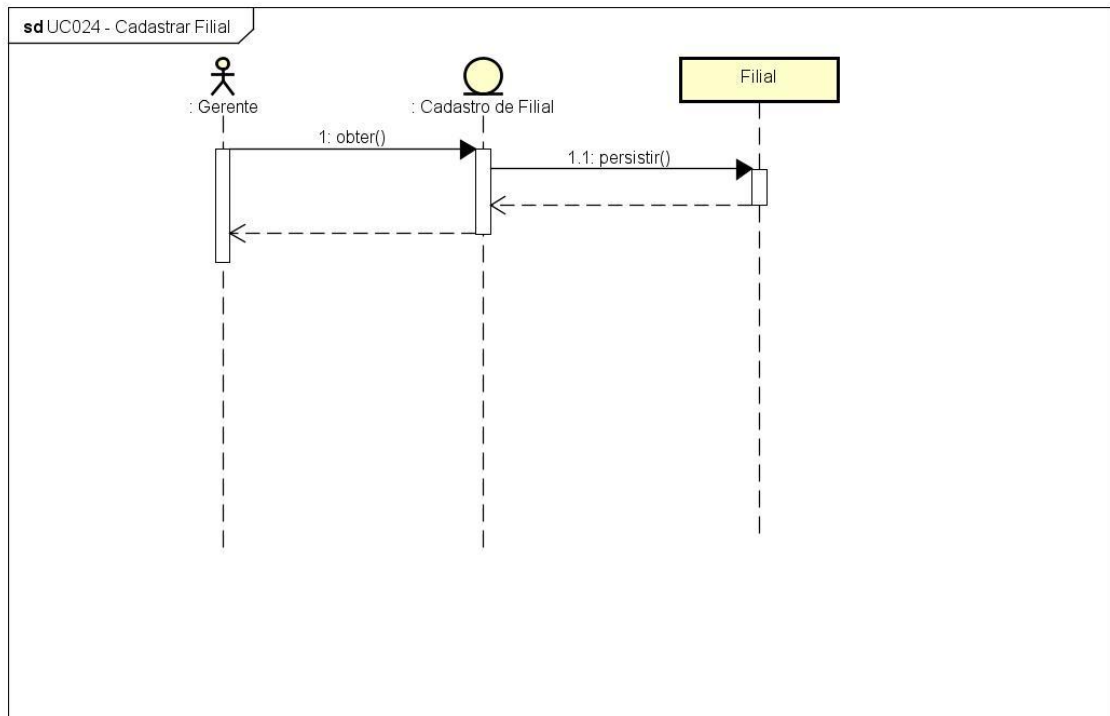 sd UC024 - Cadastrar Filial
: Gerente
: Cadastro de Filial
Filial
1: obter()
1.1: persistir()